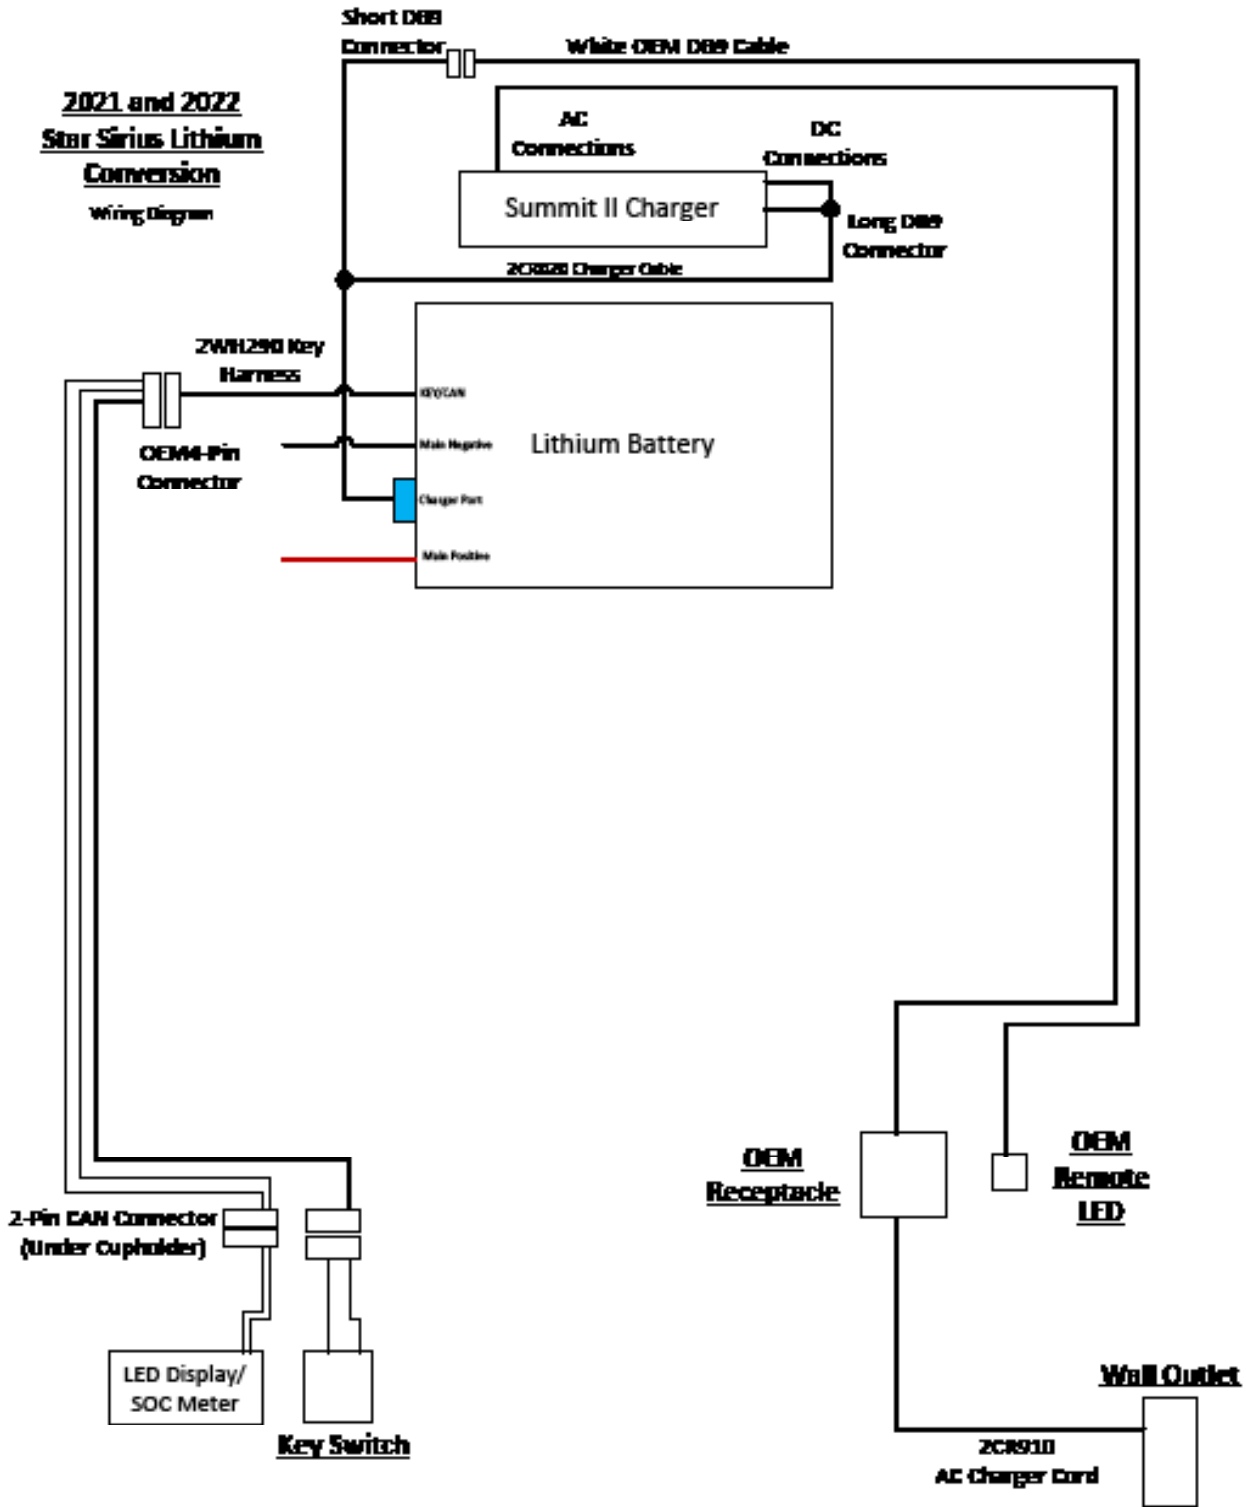 Short DB9
Connector
White OEM DB9 Cable
2021 and 2022
Star Sirius Lithium
Conversion
Wiring Diagram
AC
Connections
DC
Connections
Summit II Charger
Long DB9
Connector
Charger Cable
2WH290 Key
Harness
KEY/CAN
OEM4-Pin
Connector
Main Negative
Lithium Battery
Charger Port
Main Positive
OEM
Receptacle
OEM
Remote
LED
2-Pin CAN Connector
(Under Cupholder)
LED Display/
SOC Meter
Key Switch
Wall Outlet
2CR910
AC Charger Cord